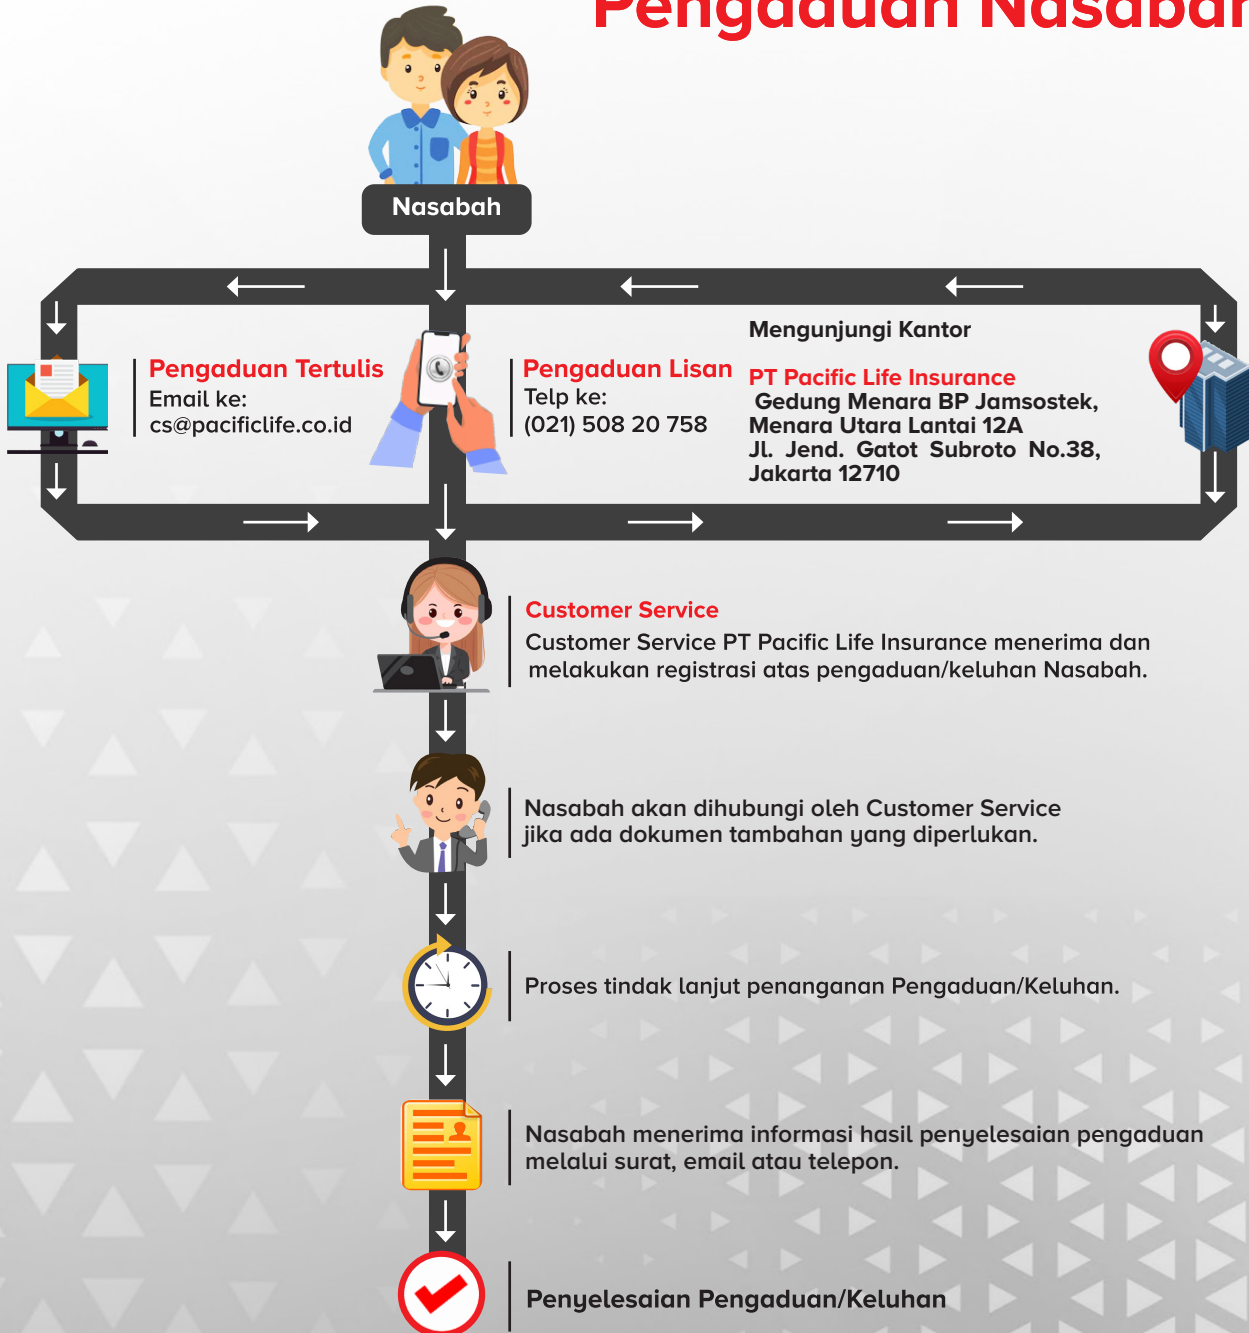 Pengaduan Nasabah
Nasabah
Pengaduan Tertulis
Email ke:
cs@pacificlife.co.id
Pengaduan Lisan
Telp ke:
(021) 508 20 758
Mengunjungi Kantor
PT Pacific Life Insurance
Gedung Menara BP Jamsostek,
Menara Utara Lantai 12A
Jl. Jend. Gatot Subroto No.38,
Jakarta 12710
Customer Service
Customer Service PT Pacific Life Insurance menerima dan
melakukan registrasi atas pengaduan/keluhan Nasabah.
Nasabah akan dihubungi oleh Customer Service
jika ada dokumen tambahan yang diperlukan.
Proses tindak lanjut penanganan Pengaduan/Keluhan.
Nasabah menerima informasi hasil penyelesaian pengaduan
melalui surat, email atau telepon.
Penyelesaian Pengaduan/Keluhan